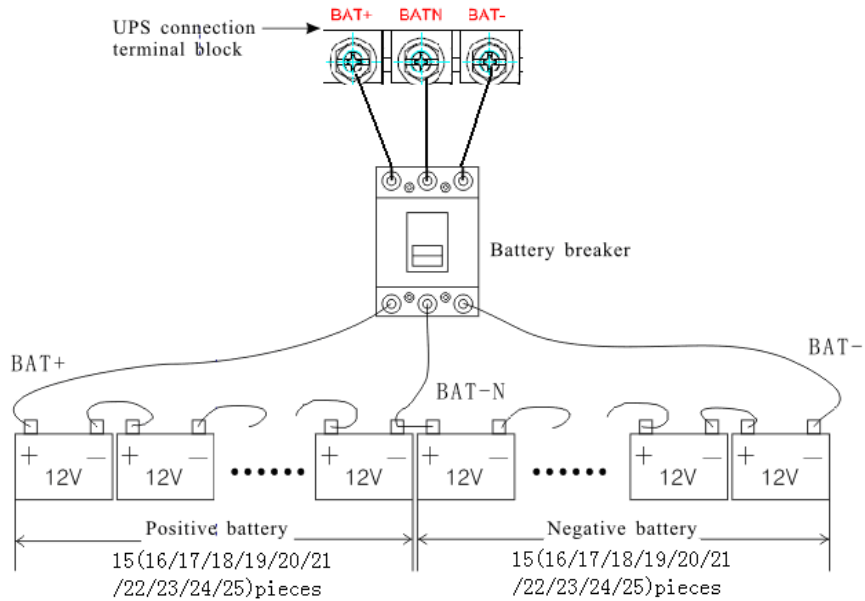 BAT+ BATN BAT-
UPS connection
terminal block
Battery breaker
BAT+
BAT-
BAT-N
+ — + — + — + — + — + —
12V 12V 12V 12V 12V 12V
Positive battery
Negative battery
15(16/17/18/19/20/21
/22/23/24/25)pieces
15(16/17/18/19/20/21
/22/23/24/25)pieces